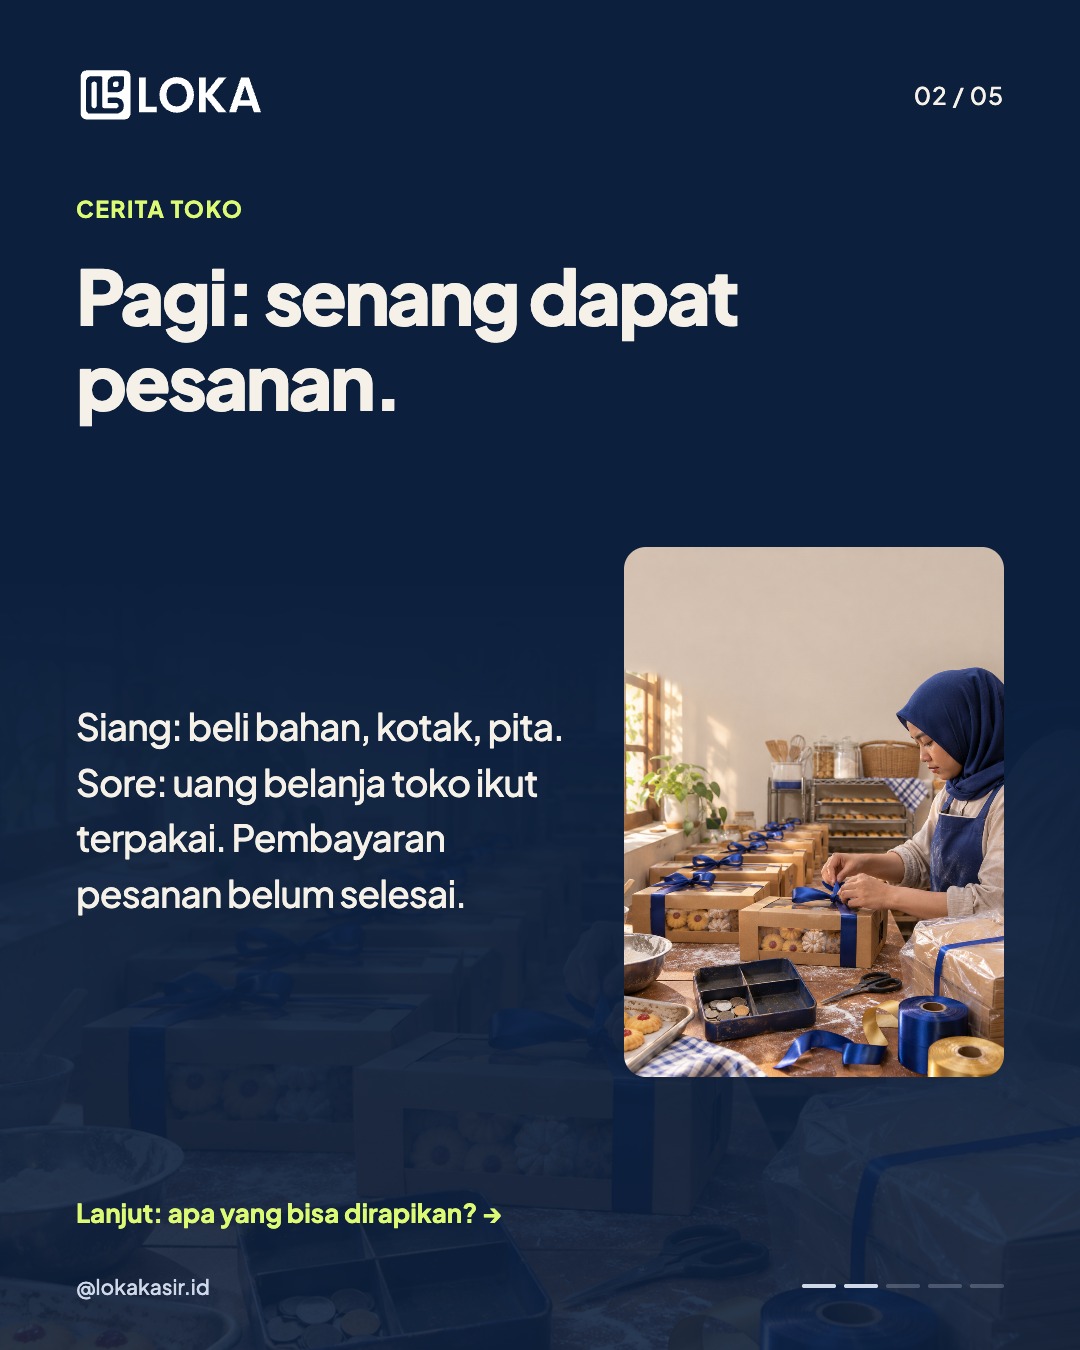 LOKA
02 / 05
CERITA TOKO
Pagi: senang dapat
pesanan.
Siang: beli bahan, kotak, pita.
Sore: uang belanja toko ikut
terpakai. Pembayaran
pesanan belum selesai.
Lanjut: apa yang bisa dirapikan? →
@lokakasir.id